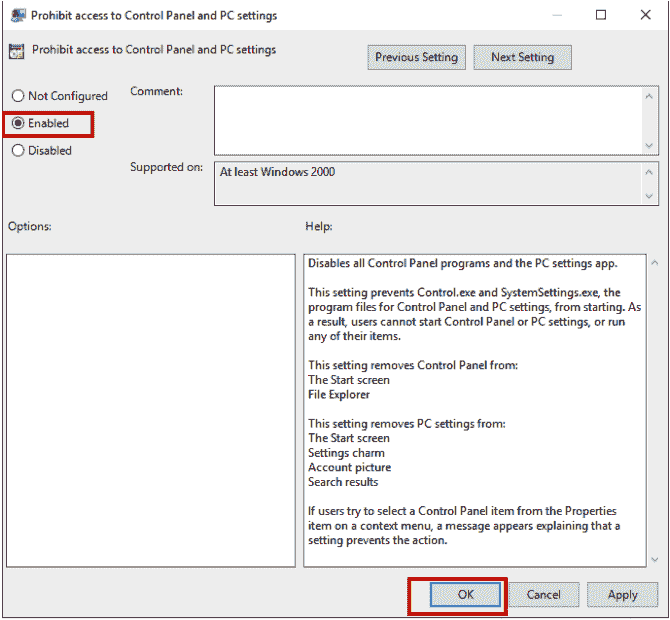 Prohibit access to Control Panel and PC settings
Prohibit access to Control Panel and PC settings
Previous Setting
Next Setting
Not Configured
Comment:
Enabled
Disabled
Supported on:
At least Windows 2000
Options:
Help:
Disables all Control Panel programs and the PC settings app.
This setting prevents Control.exe and SystemSettings.exe, the
program files for Control Panel and PC settings, from starting. As
a result, users cannot start Control Panel or PC settings, or run
any of their items.
This setting removes Control Panel from:
The Start screen
File Explorer
This setting removes PC settings from:
The Start screen
Settings charm
Account picture
Search results
If users try to select a Control Panel item from the Properties
item on a context menu, a message appears explaining that a
setting prevents the action.
OK
Cancel
Apply